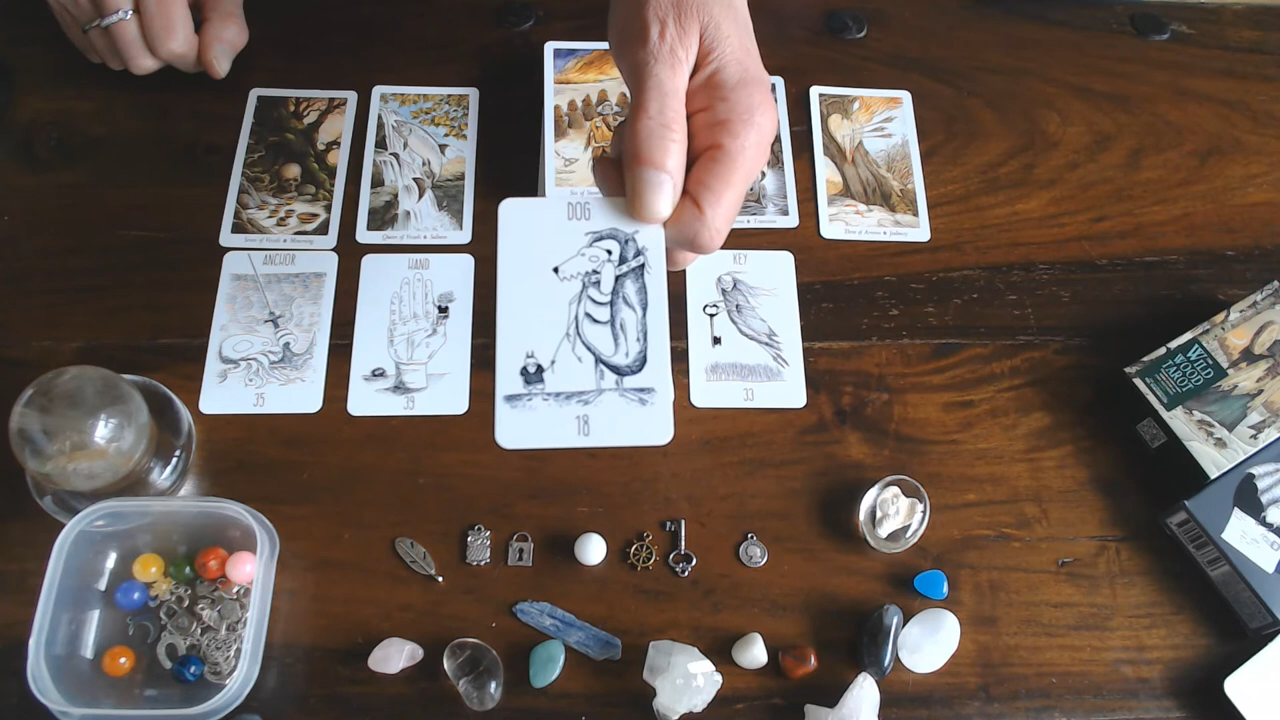 Seven of Vessels ♦ Mourning
Queen of Vessels ♦ Salmon
Transition
Three of Arrows ♦ Jealousy
ANCHOR
35
HAND
39
DOG
18
KEY
33
THE
WILD
WOOD
TAROT